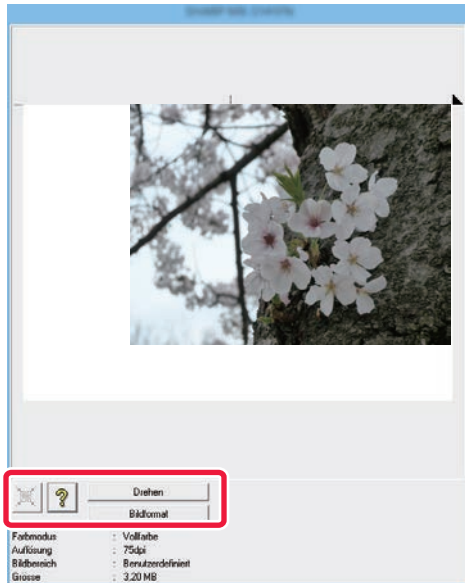 Drehen
Bildformat
Farbmodus : Vollfarbe
Auflösung : 75dpi
Bildbereich : Benutzerdefiniert
Grösse : 3,20 MB